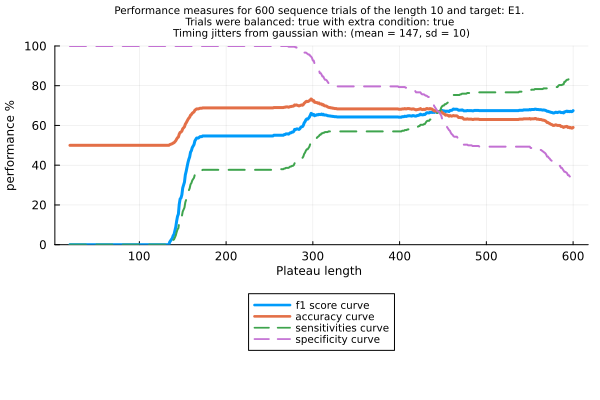 Performance measures for 600 sequence trials of the length 10 and target: E1.
Trials were balanced: true with extra condition: true
Timing jitters from gaussian with: (mean = 147, sd = 10)
100
80
60
40
20
0
performance %
100 200 300 400 500 600
Plateau length
f1 score curve
accuracy curve
sensitivities curve
specificity curve